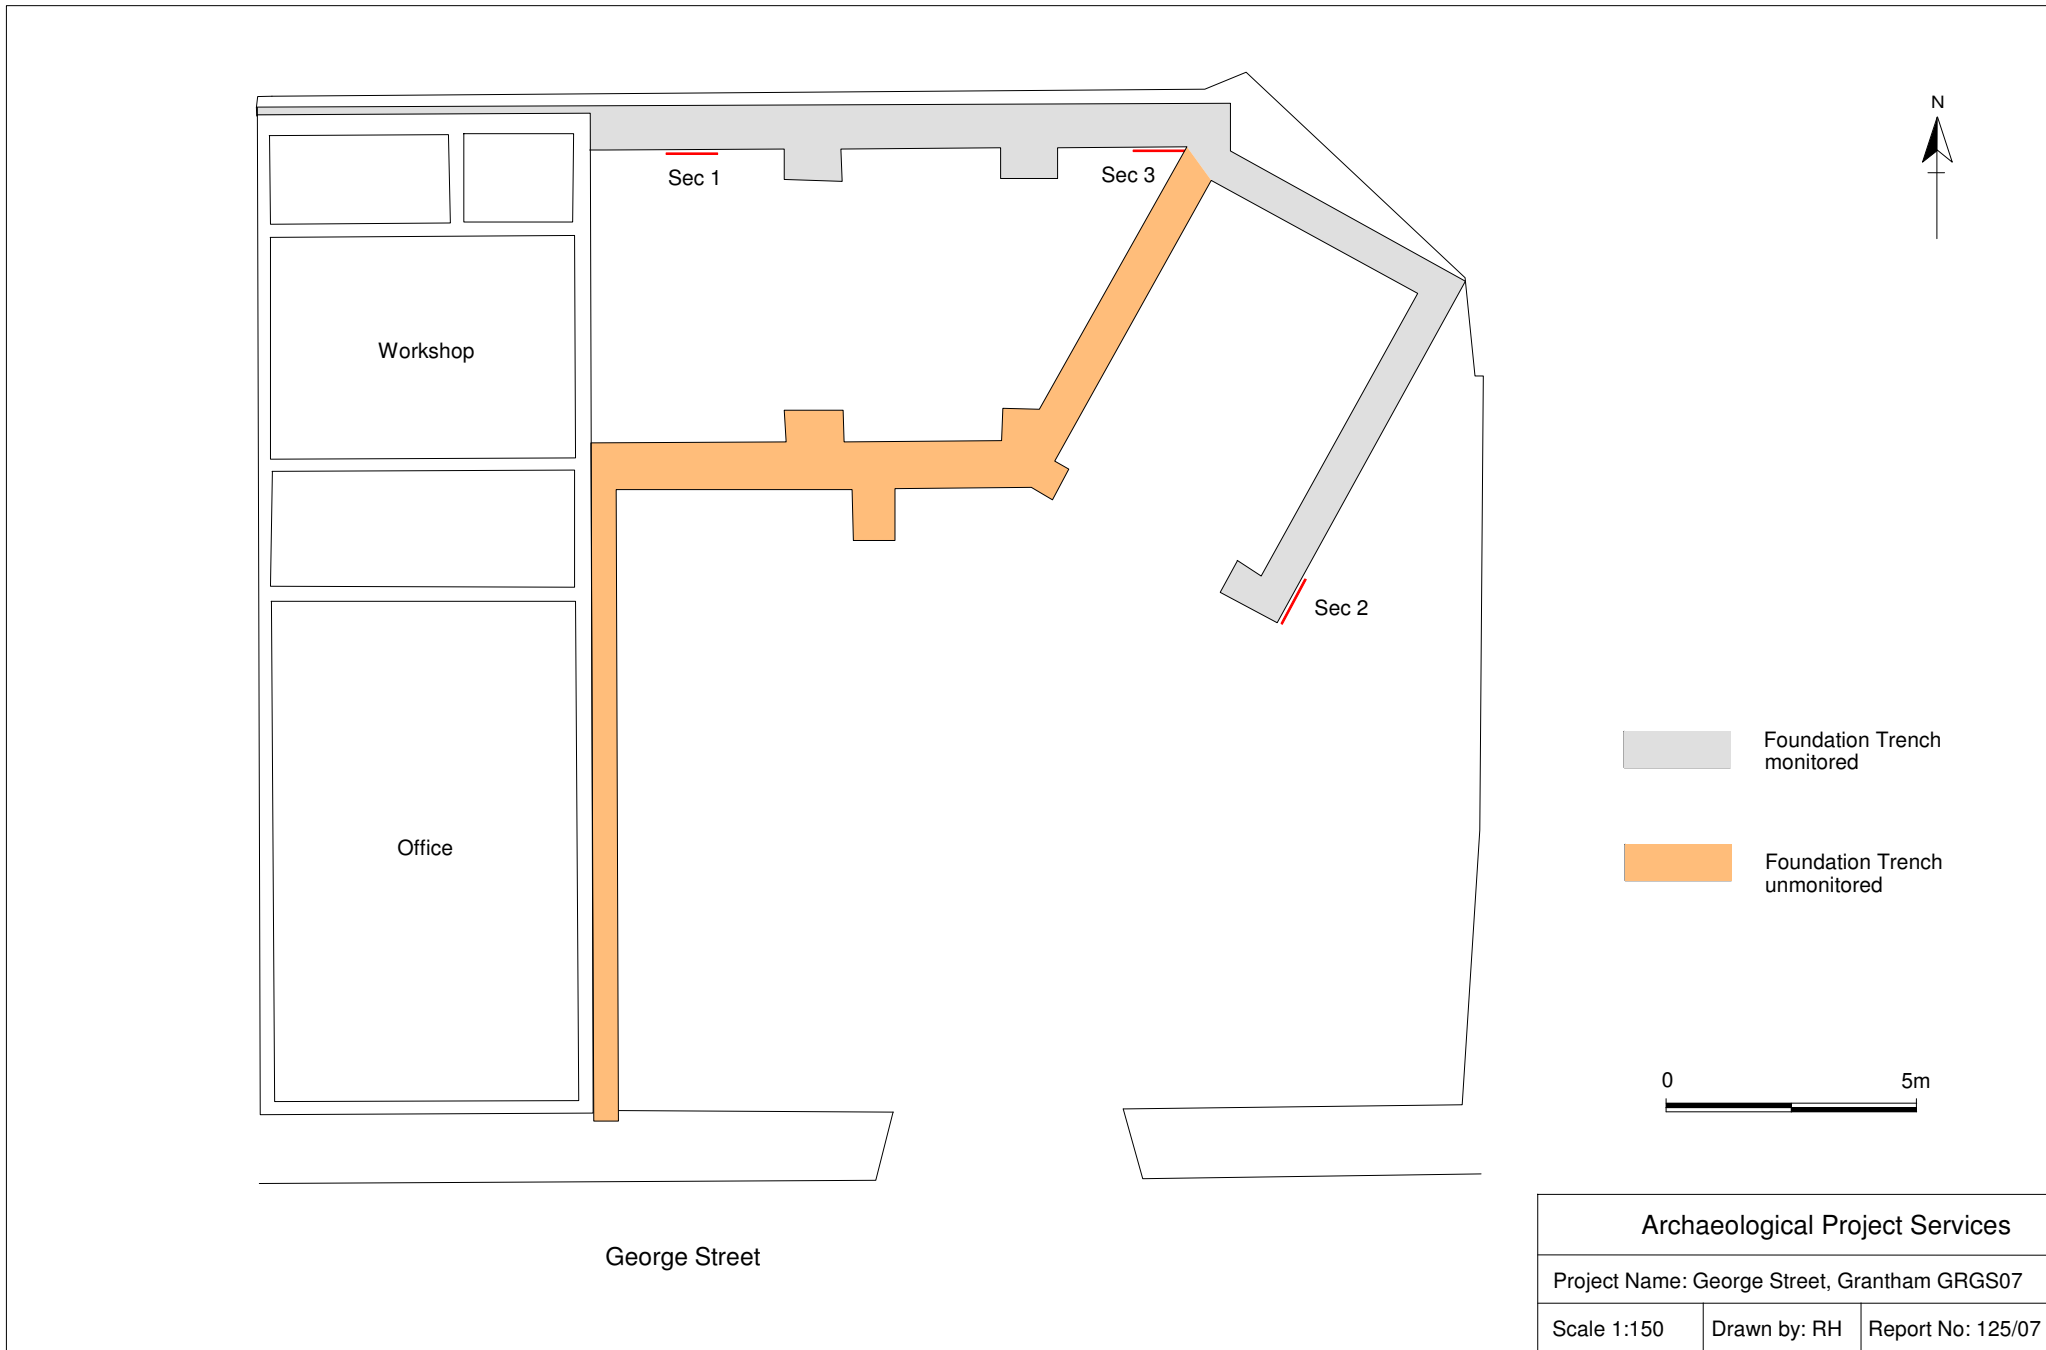 N
Sec 1
Sec 3
Workshop
Sec 2
Foundation Trench
monitored
Office
Foundation Trench
unmonitored
0 5m
George Street
Archaeological Project Services
Project Name: George Street, Grantham GRGS07
Scale 1:150 Drawn by: RH Report No: 125/07